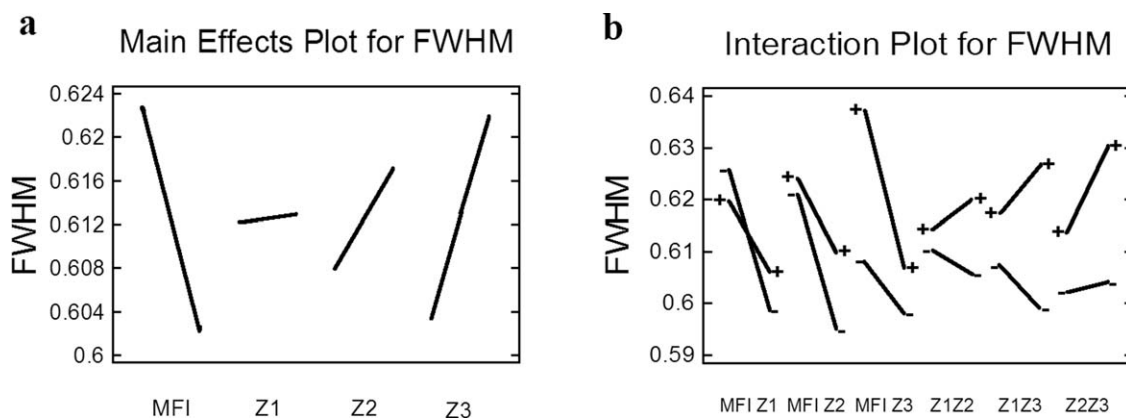 a
Main Effects Plot for FWHM
FWHM
0.624
0.62
0.616
0.612
0.608
0.604
0.6
MFI Z1 Z2 Z3
b
Interaction Plot for FWHM
FWHM
0.64
0.63
0.62
0.61
0.6
0.59
MFI Z1 MFI Z2 MFI Z3 Z1Z2 Z1Z3 Z2Z3